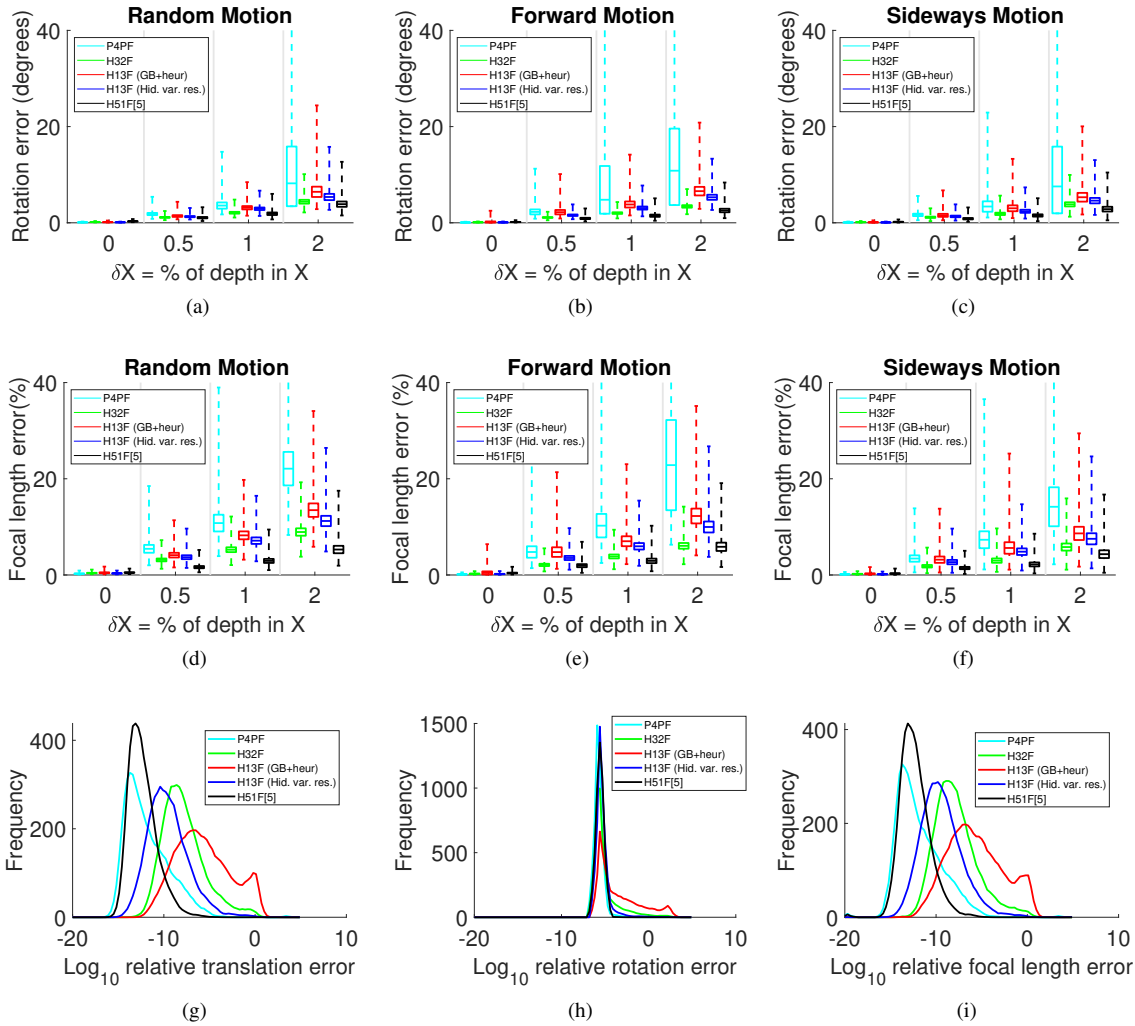 Random Motion
Rotation error (degrees)
40
20
0
P4PF
H32F
H13F (GB+heur)
H13F (Hid. var. res.)
H51F[5]
0 0.5 1 2
δX = % of depth in X
(a)
Forward Motion
Rotation error (degrees)
40
20
0
P4PF
H32F
H13F (GB+heur)
H13F (Hid. var. res.)
H51F[5]
0 0.5 1 2
δX = % of depth in X
(b)
Sideways Motion
Rotation error (degrees)
40
20
0
P4PF
H32F
H13F (GB+heur)
H13F (Hid. var. res.)
H51F[5]
0 0.5 1 2
δX = % of depth in X
(c)
Random Motion
Focal length error(%)
40
20
0
P4PF
H32F
H13F (GB+heur)
H13F (Hid. var. res.)
H51F[5]
0 0.5 1 2
δX = % of depth in X
(d)
Forward Motion
Focal length error(%)
40
20
0
P4PF
H32F
H13F (GB+heur)
H13F (Hid. var. res.)
H51F[5]
0 0.5 1 2
δX = % of depth in X
(e)
Sideways Motion
Focal length error(%)
40
20
0
P4PF
H32F
H13F (GB+heur)
H13F (Hid. var. res.)
H51F[5]
0 0.5 1 2
δX = % of depth in X
(f)
Frequency
400
200
0
P4PF
H32F
H13F (GB+heur)
H13F (Hid. var. res.)
H51F[5]
-20 -10 0 10
Log10 relative translation error
(g)
Frequency
1500
1000
500
0
P4PF
H32F
H13F (GB+heur)
H13F (Hid. var. res.)
H51F[5]
-20 -10 0 10
Log10 relative rotation error
(h)
Frequency
400
200
0
P4PF
H32F
H13F (GB+heur)
H13F (Hid. var. res.)
H51F[5]
-20 -10 0 10
Log10 relative focal length error
(i)